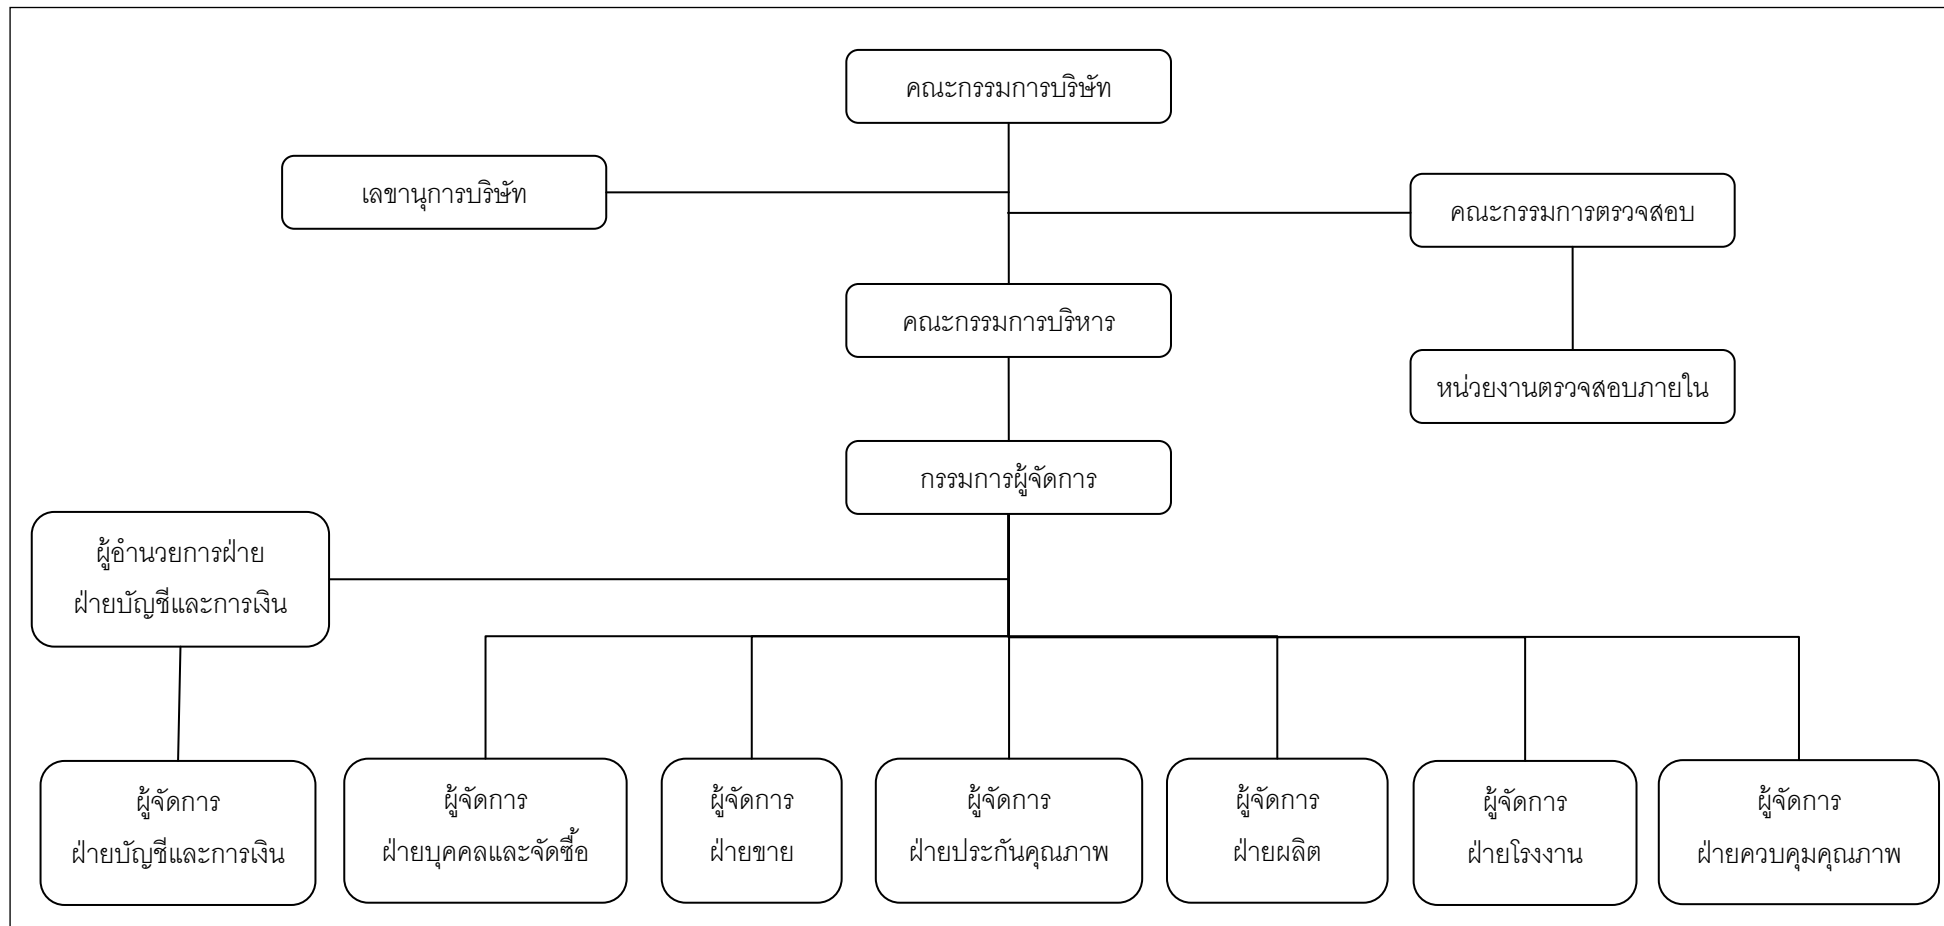 คณะกรรมการบริษัท
เลขานุการบริษัท
คณะกรรมการตรวจสอบ
คณะกรรมการบริหาร
หน่วยงานตรวจสอบภายใน
กรรมการผู้จัดการ
ผู้อำนวยการฝ่าย
ฝ่ายบัญชีและการเงิน
ผู้จัดการ
ฝ่ายบัญชีและการเงิน
ผู้จัดการ
ฝ่ายบุคคลและจัดซื้อ
ผู้จัดการ
ฝ่ายขาย
ผู้จัดการ
ฝ่ายประกันคุณภาพ
ผู้จัดการ
ฝ่ายผลิต
ผู้จัดการ
ฝ่ายโรงงาน
ผู้จัดการ
ฝ่ายควบคุมคุณภาพ